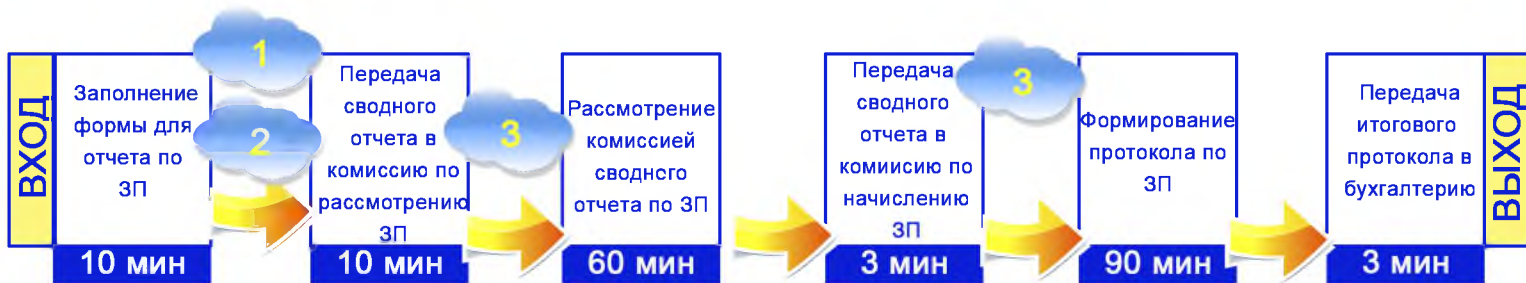 ВХОД
Заполнение
формы для
отчета по
ЗП
10 мин
1
2
Передача
сводного
отчета в
комиссию по
рассмотрению
ЗП
10 мин
3
Рассмотрение
комиссией
сводного
отчета по ЗП
60 мин
Передача
сводного
отчета в
комиисию по
начислению
ЗП
3 мин
3
Формирование
протокола по
ЗП
90 мин
Передача
итогового
протокола в
бухгалтерию
3 мин
ВЫХОД